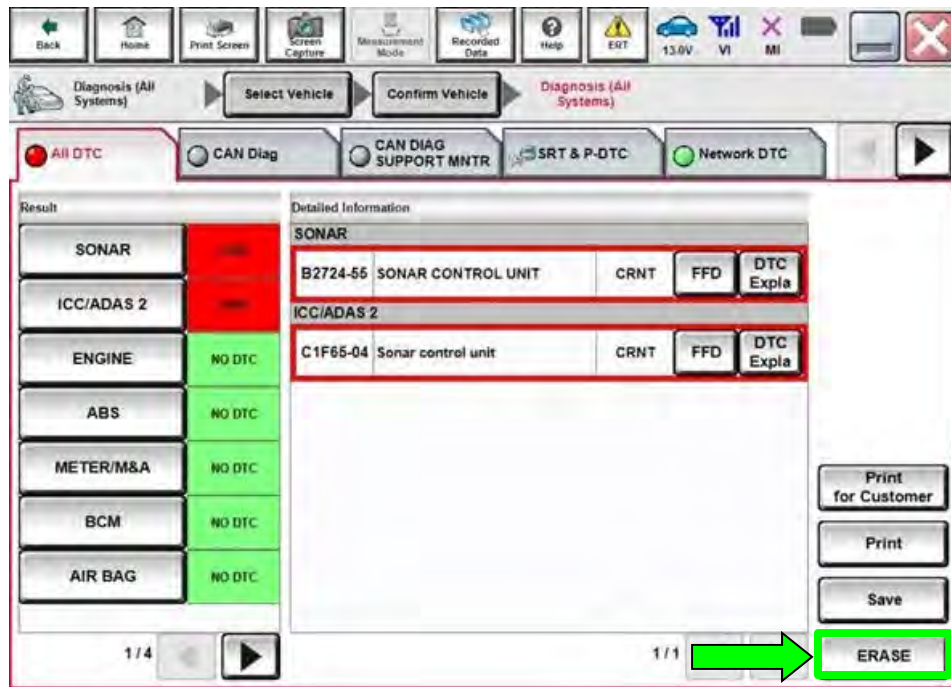 Back
Home
Print Screen
Screen
Capture
Measurement
Mode
Recorded
Data
Help
ERT
13.0V
VI
MI
Diagnosis (All
Systems)
Select Vehicle
Confirm Vehicle
Diagnosis (All
Systems)
All DTC
CAN Diag
CAN DIAG
SUPPORT MNTR
SRT & P-DTC
Network DTC
Result
Detailed Information
SONAR
SONAR
B2724-55 SONAR CONTROL UNIT CRNT FFD DTC
Expla
ICC/ADAS 2
ICC/ADAS 2
C1F65-04 Sonar control unit CRNT FFD DTC
Expla
ENGINE NO DTC
ABS NO DTC
METER/M&A NO DTC
BCM NO DTC
AIR BAG NO DTC
Print
for Customer
Print
Save
1/4
1/1
ERASE